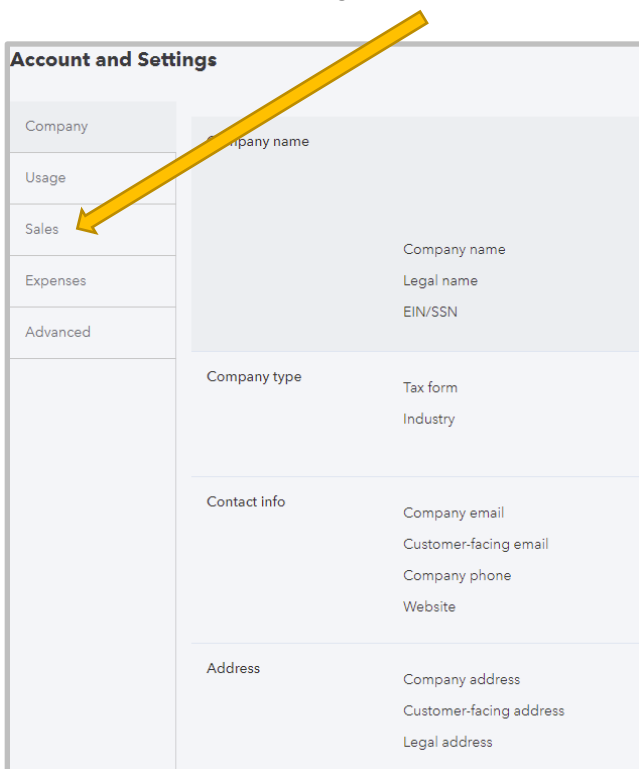 Account and Settings
Company
Usage
Sales
Expenses
Advanced
Company name
Company name
Legal name
EIN/SSN
Company type
Tax form
Industry
Contact info
Company email
Customer-facing email
Company phone
Website
Address
Company address
Customer-facing address
Legal address